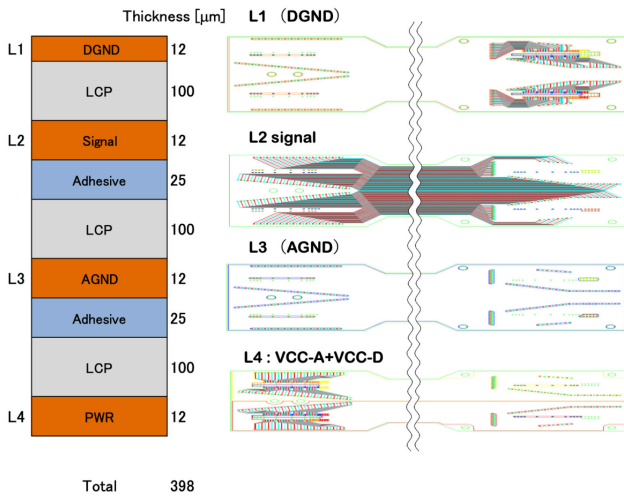 Thickness [μm]
L1 DGND 12
LCP 100
L2 Signal 12
Adhesive 25
LCP 100
L3 AGND 12
Adhesive 25
LCP 100
L4 PWR 12
Total 398
L1 (DGND)
L2 signal
L3 (AGND)
L4 : VCC-A+VCC-D